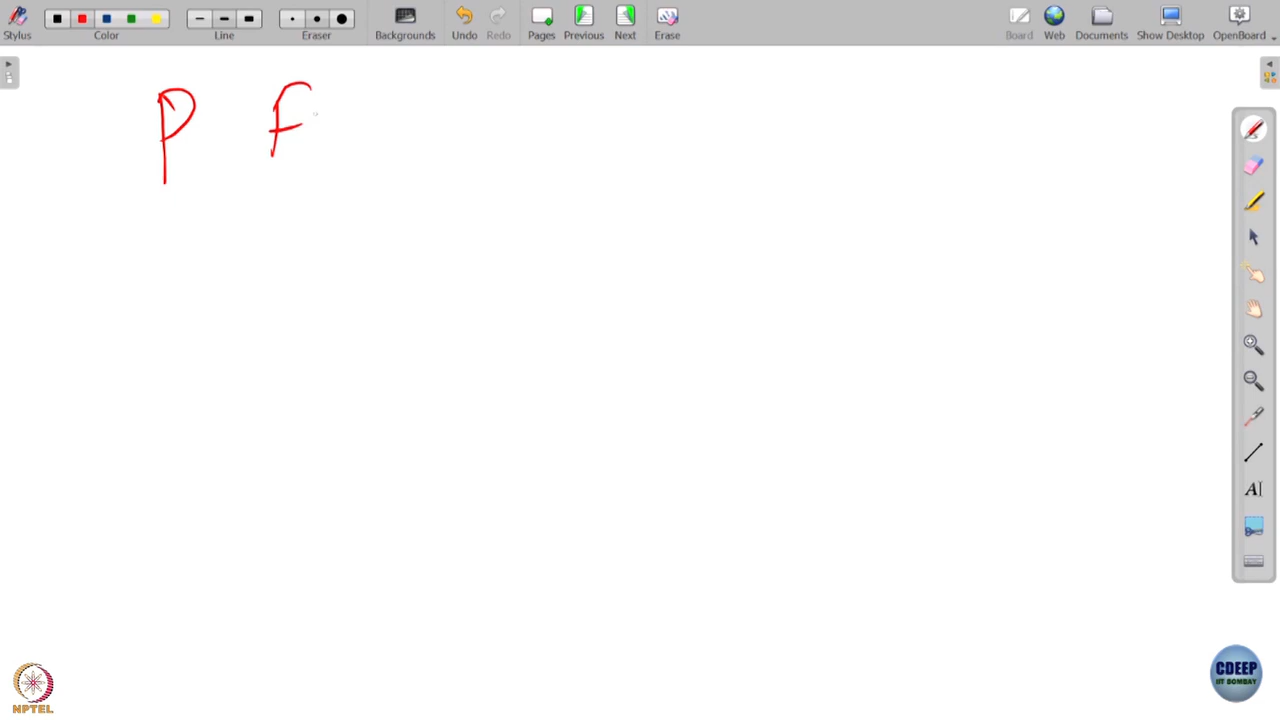 Stylus Color Line Eraser Backgrounds Undo Redo Pages Previous Next Erase Board Web Documents Show Desktop OpenBoard
P f
A
NPTEL
CDEEP
IIT BOMBAY